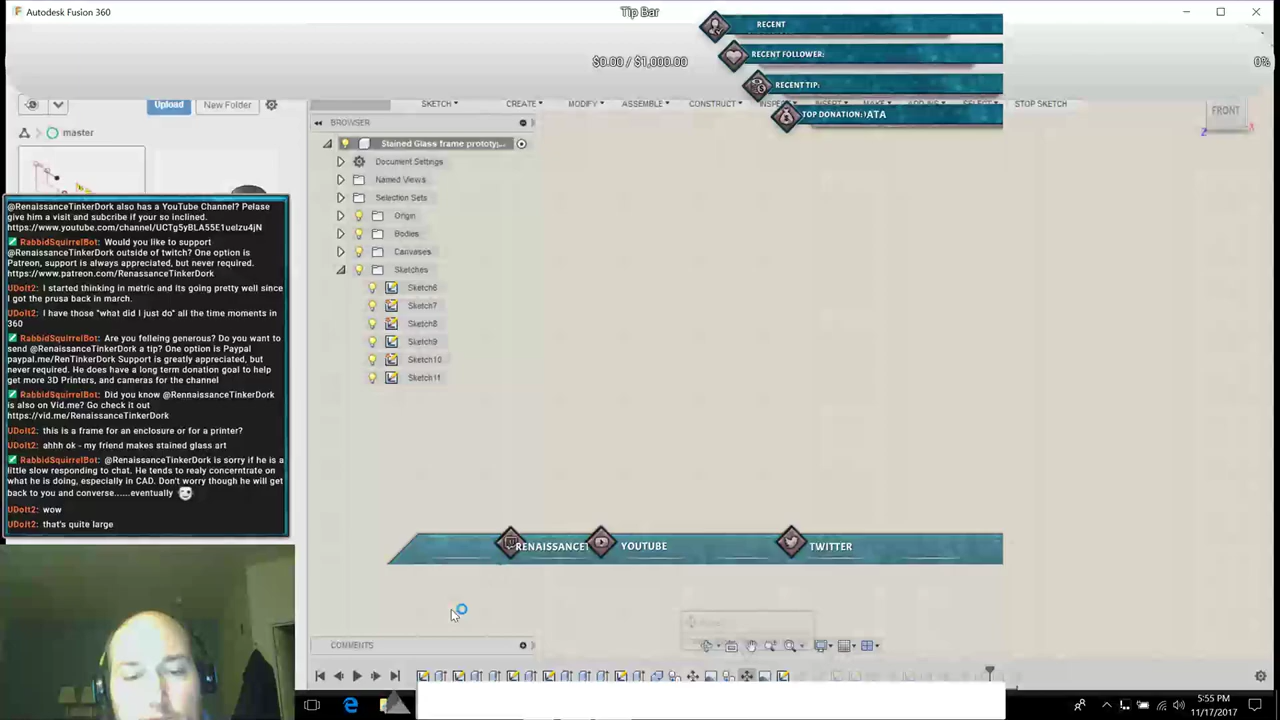 Autodesk Fusion 360
Tip Bar
RECENT
$0.00 / $1,000.00
RECENT FOLLOWER:
0%
RECENT TIP:
TOP DONATION:
ATA
Upload
New Folder
SKETCH
CREATE
MODIFY
ASSEMBLE
CONSTRUCT
STOP SKETCH
FRONT
Z
X
master
BROWSER
Stained Glass frame prototyp...
Document Settings
Named Views
Selection Sets
Origin
Bodies
Canvases
Sketches
Sketch6
Sketch7
Sketch8
Sketch9
Sketch10
Sketch11
@RenaissanceTinkerDork also has a YouTube Channel? Pelase
give him a visit and subcribe if your so inclined.
https://www.youtube.com/channel/UCTg5yBLA55E1uelzu4jN
RabbidSquirrelBot: Would you like to support
@RenaissanceTinkerDork outside of twitch? One option is
Patreon, support is always appreciated, but never required.
https://www.patreon.com/RenassanceTinkerDork
UDoIt2: I started thinking in metric and its going pretty well since
I got the prusa back in march.
UDoIt2: I have those "what did I just do" all the time moments in
360
RabbidSquirrelBot: Are you felleing generous? Do you want to
send @RenaissanceTinkerDork a tip? One option is Paypal
paypal.me/RenTinkerDork Support is greatly appreciated, but
never required. He does have a long term donation goal to help
get more 3D Printers, and cameras for the channel
RabbidSquirrelBot: Did you know @RennaissanceTinkerDork
is also on Vid.me? Go check it out
https://vid.me/RenaissanceTinkerDork
UDoIt2: this is a frame for an enclosure or for a printer?
UDoIt2: ahhh ok - my friend makes stained glass art
RabbidSquirrelBot: @RenaissanceTinkerDork is sorry if he is a
little slow responding to chat. He tends to realy concerntrate on
what he is doing, especially in CAD. Don't worry though he will get
back to you and converse......eventually
UDoIt2: wow
UDoIt2: that's quite large
RENAISSANCET
YOUTUBE
TWITTER
COMMENTS
5:55 PM
11/17/2017